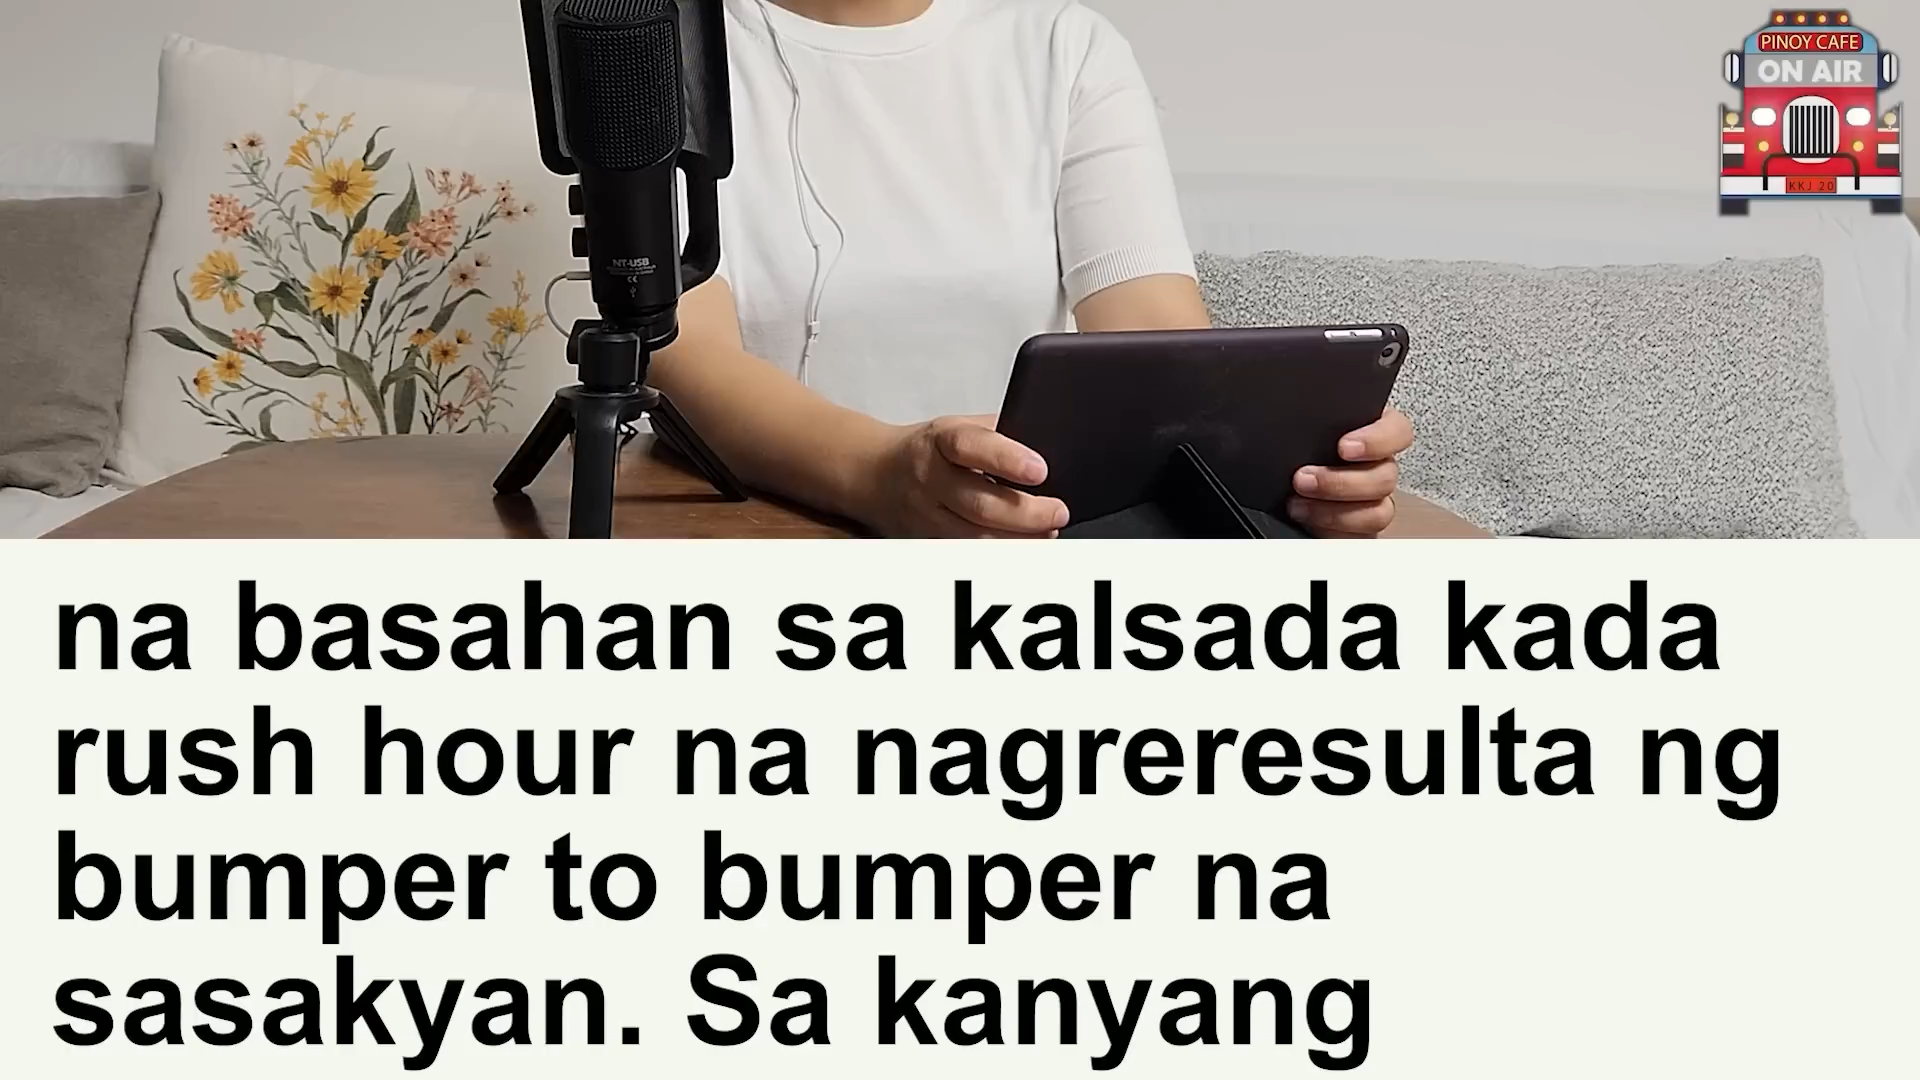 PINOY CAFE
ON AIR
KKJ 20
NT-USB
na basahan sa kalsada kada
rush hour na nagreresulta ng
bumper to bumper na
sasakyan. Sa kanyang